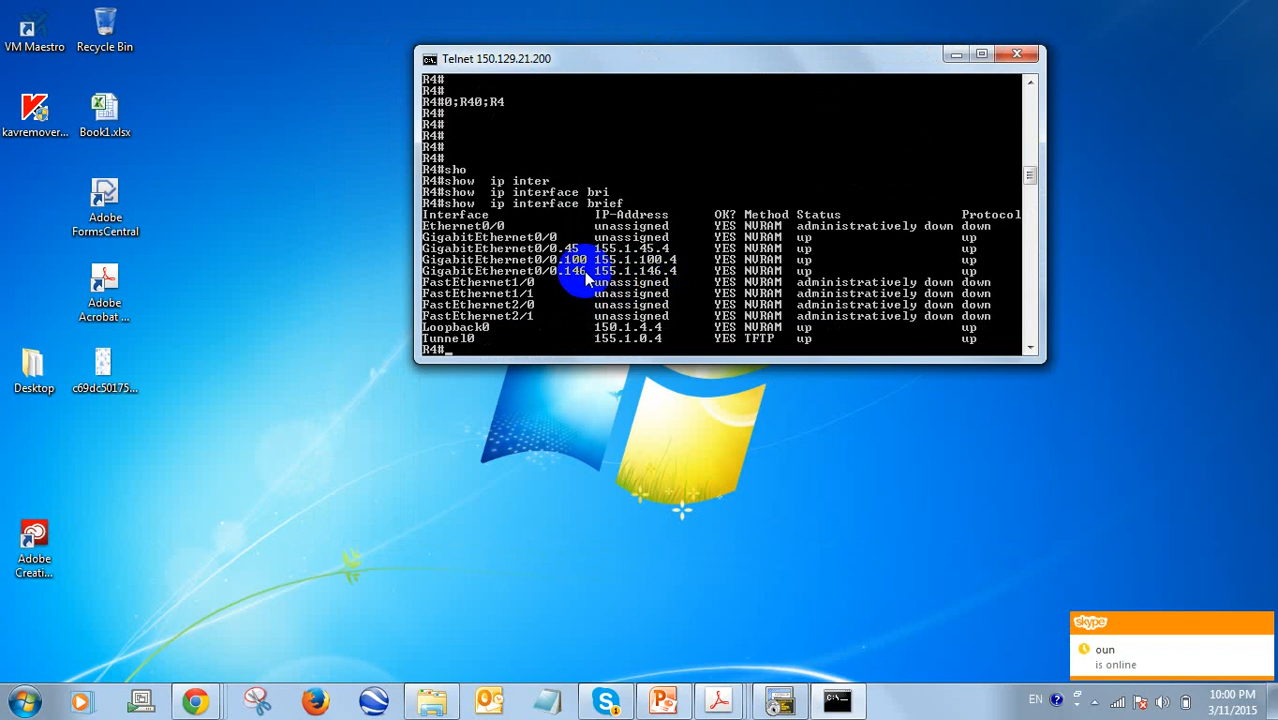 VM Maestro
Recycle Bin
kavremover...
Book1.xlsx
Adobe
FormsCentral
Adobe
Acrobat ...
Desktop
c69dc50175...
Adobe
Creati...
C:\.
Telnet 150.129.21.200
R4#
R4#
R4#0;R40;R4
R4#
R4#
R4#
R4#
R4#
R4#sho
R4#show  ip inter
R4#show  ip interface bri
R4#show  ip interface brief
Interface IP-Address OK? Method Status Protocol
Ethernet0/0 unassigned YES NVRAM administratively down down
GigabitEthernet0/0 unassigned YES NVRAM up up
GigabitEthernet0/0.45 155.1.45.4 YES NVRAM up up
GigabitEthernet0/0.100 155.1.100.4 YES NVRAM up up
GigabitEthernet0/0.146 155.1.146.4 YES NVRAM up up
FastEthernet1/0 unassigned YES NVRAM administratively down down
FastEthernet1/1 unassigned YES NVRAM administratively down down
FastEthernet2/0 unassigned YES NVRAM administratively down down
FastEthernet2/1 unassigned YES NVRAM administratively down down
Loopback0 150.1.4.4 YES NVRAM up up
Tunnel0 155.1.0.4 YES TFTP up up
R4#_
skype
oun
is online
EN
10:00 PM
3/11/2015